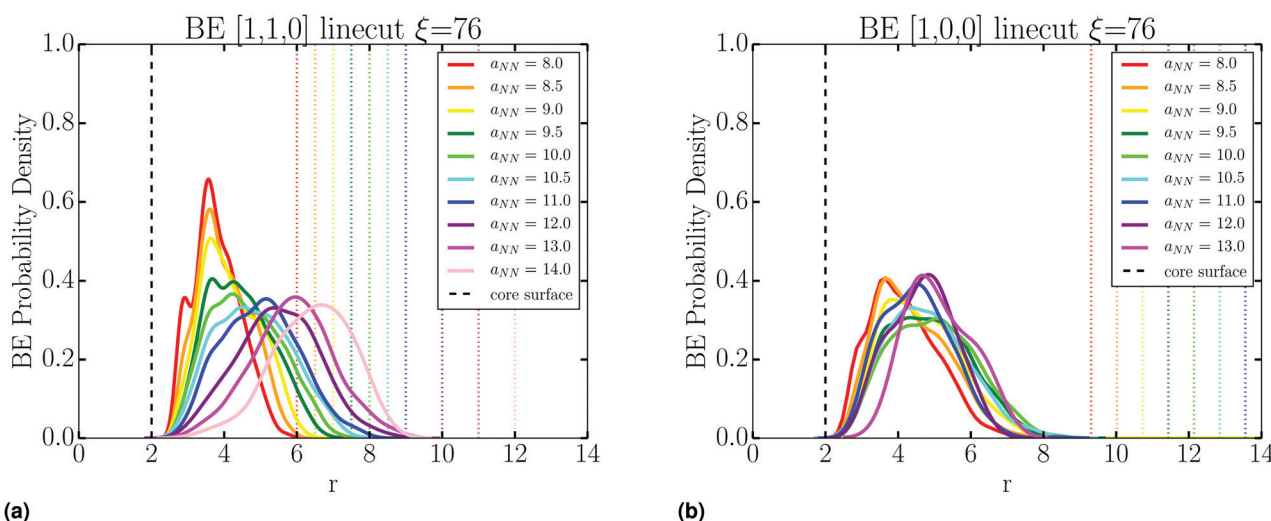 BE [1,1,0] linecut ξ=76
BE Probability Density
1.0
0.8
0.6
0.4
0.2
0.0
0 2 4 6 8 10 12 14
r
a_NN = 8.0
a_NN = 8.5
a_NN = 9.0
a_NN = 9.5
a_NN = 10.0
a_NN = 10.5
a_NN = 11.0
a_NN = 12.0
a_NN = 13.0
a_NN = 14.0
core surface
(a)
BE [1,0,0] linecut ξ=76
BE Probability Density
1.0
0.8
0.6
0.4
0.2
0.0
0 2 4 6 8 10 12 14
r
a_NN = 8.0
a_NN = 8.5
a_NN = 9.0
a_NN = 9.5
a_NN = 10.0
a_NN = 10.5
a_NN = 11.0
a_NN = 12.0
a_NN = 13.0
core surface
(b)